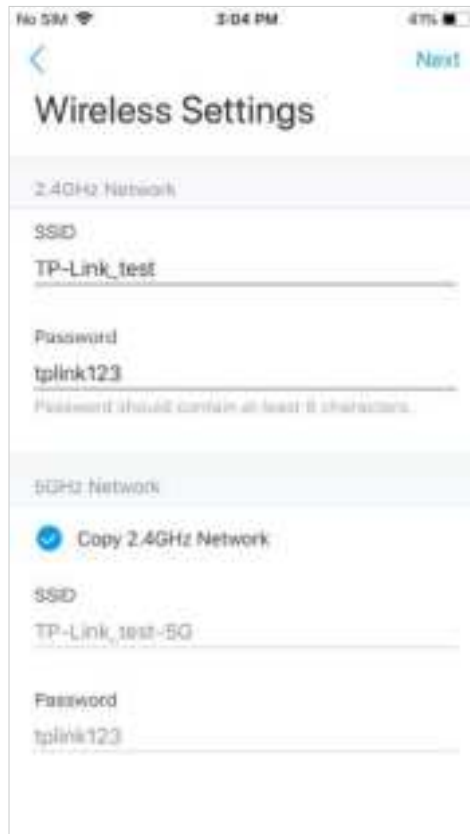 No SIM 3:04 PM 41%
Next
Wireless Settings
2.4GHz Network
SSID
TP-Link_test
Password
tplink123
Password should contain at least 8 characters.
5GHz Network
Copy 2.4GHz Network
SSID
TP-Link_test-5G
Password
tplink123